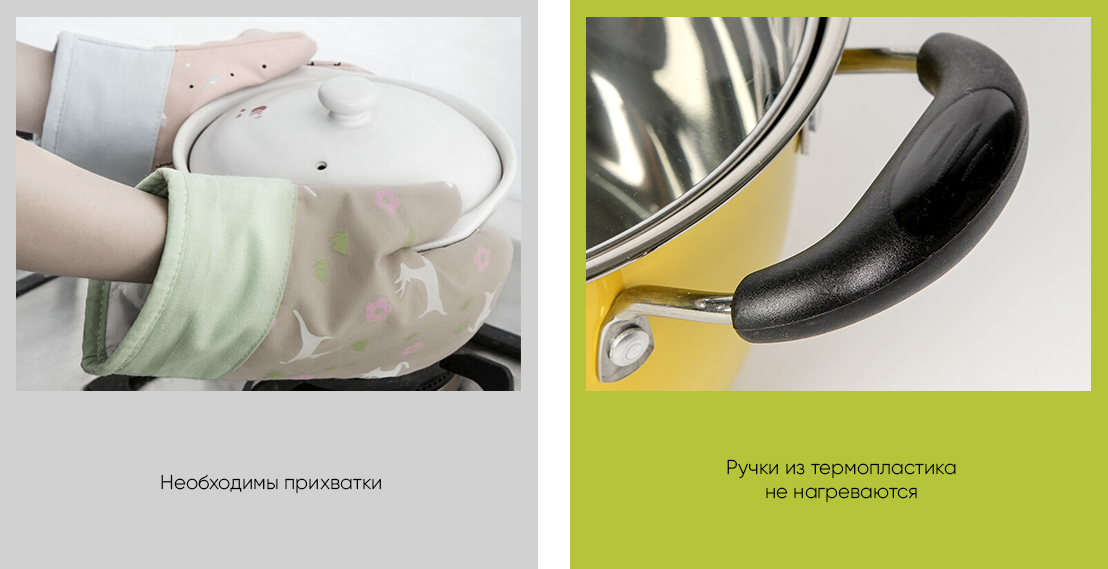 Необходимы прихватки
Ручки из термопластика
не нагреваются